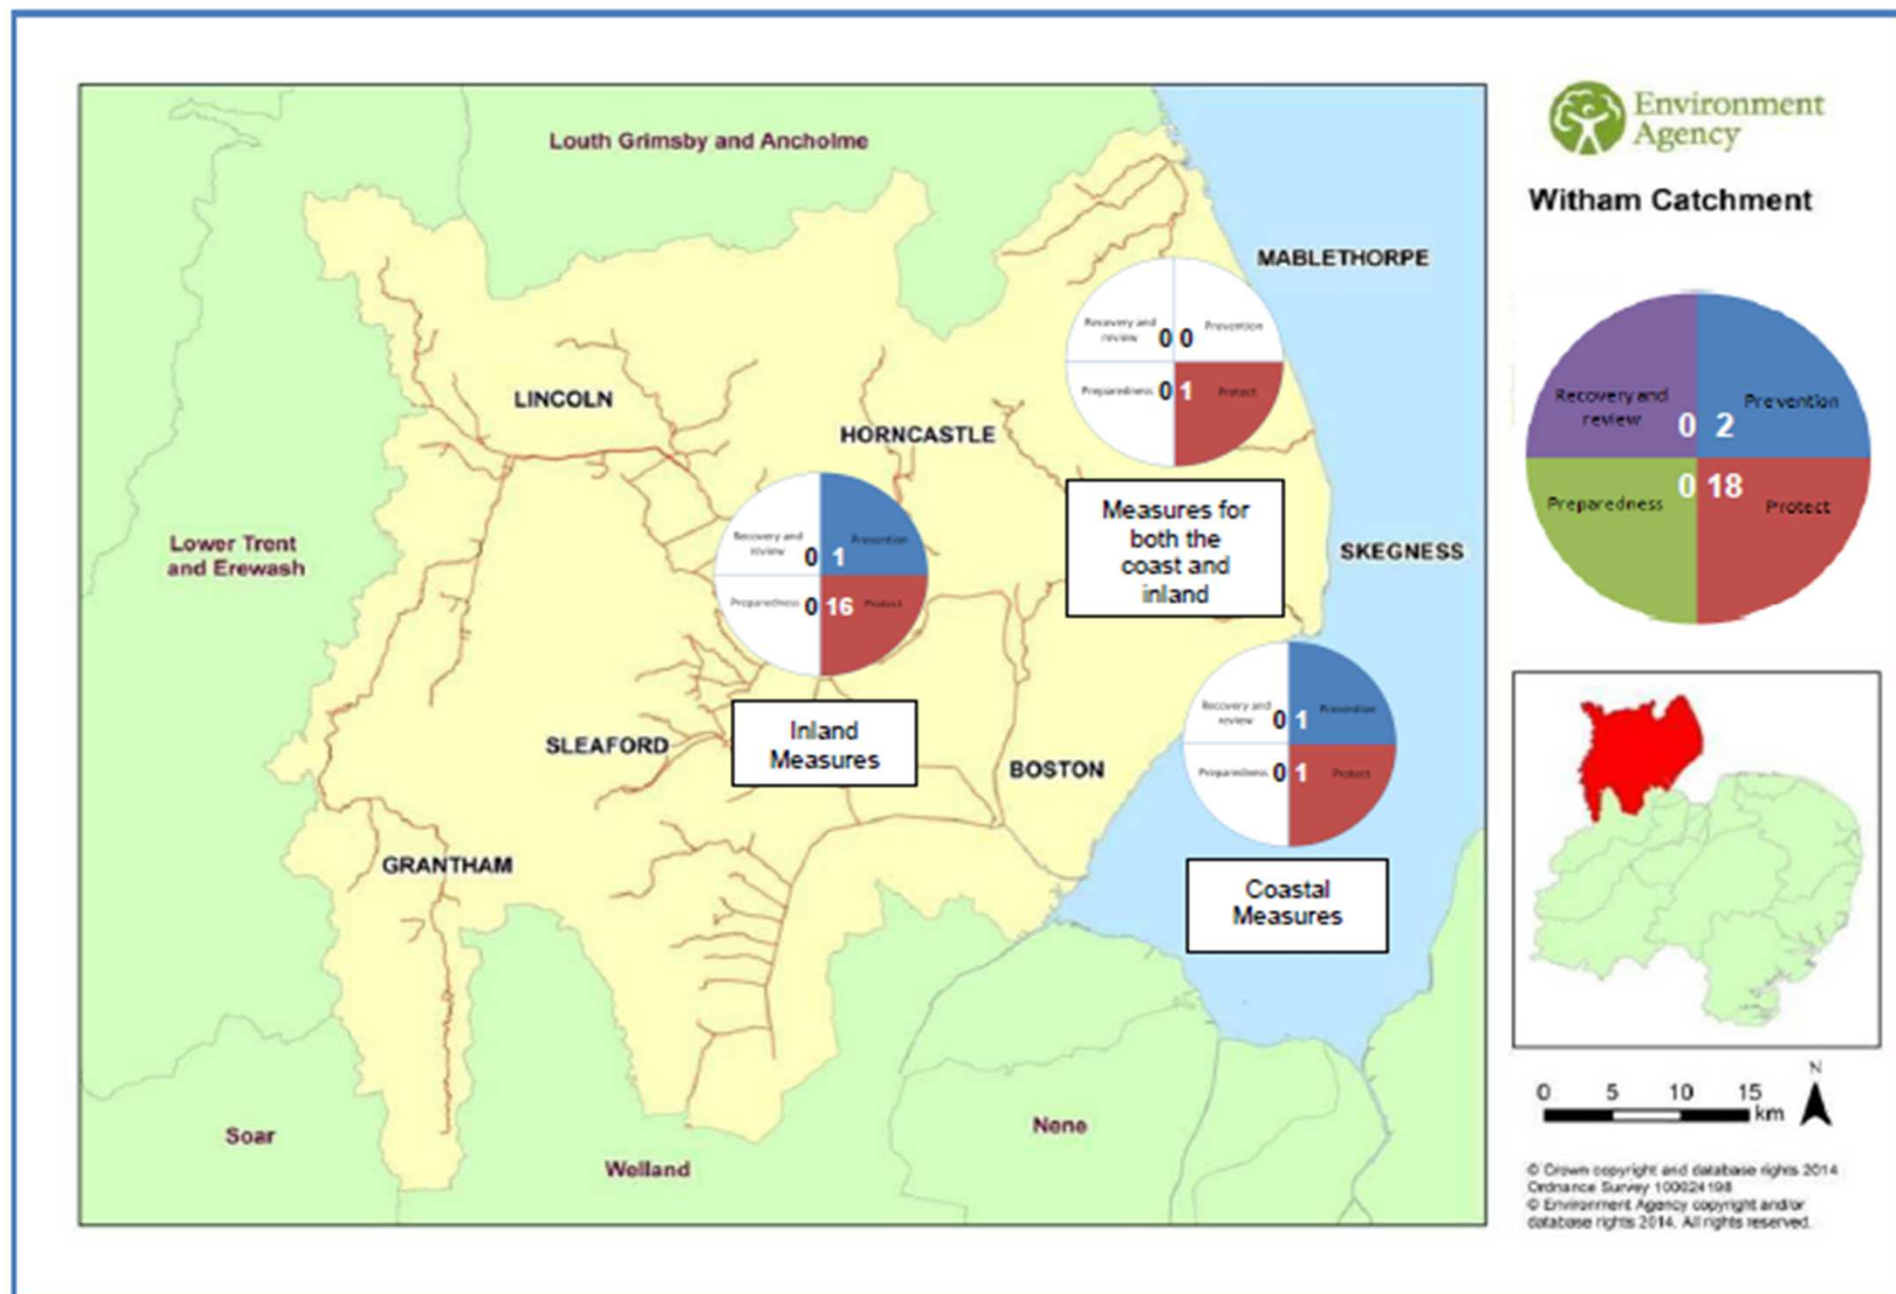 Environment
Agency
Witham Catchment
Louth Grimsby and Ancholme
MABLETHORPE
Recovery and
review
0
0
Prevention
Preparedness
0
1
Protect
LINCOLN
HORNCASTLE
Measures for
both the
coast and
inland
Recovery and
review
0
2
Prevention
Preparedness
0
18
Protect
Lower Trent
and Erewash
Recovery and
review
0
1
Prevention
Preparedness
0
16
Protect
SKEGNESS
Inland
Measures
SLEAFORD
BOSTON
Recovery and
review
0
1
Prevention
Preparedness
0
1
Protect
GRANTHAM
Coastal
Measures
Soar
Welland
Nene
N
0 5 10 15
km
© Crown copyright and database rights 2014
Ordnance Survey 100024198
© Environment Agency copyright and/or
database rights 2014. All rights reserved.